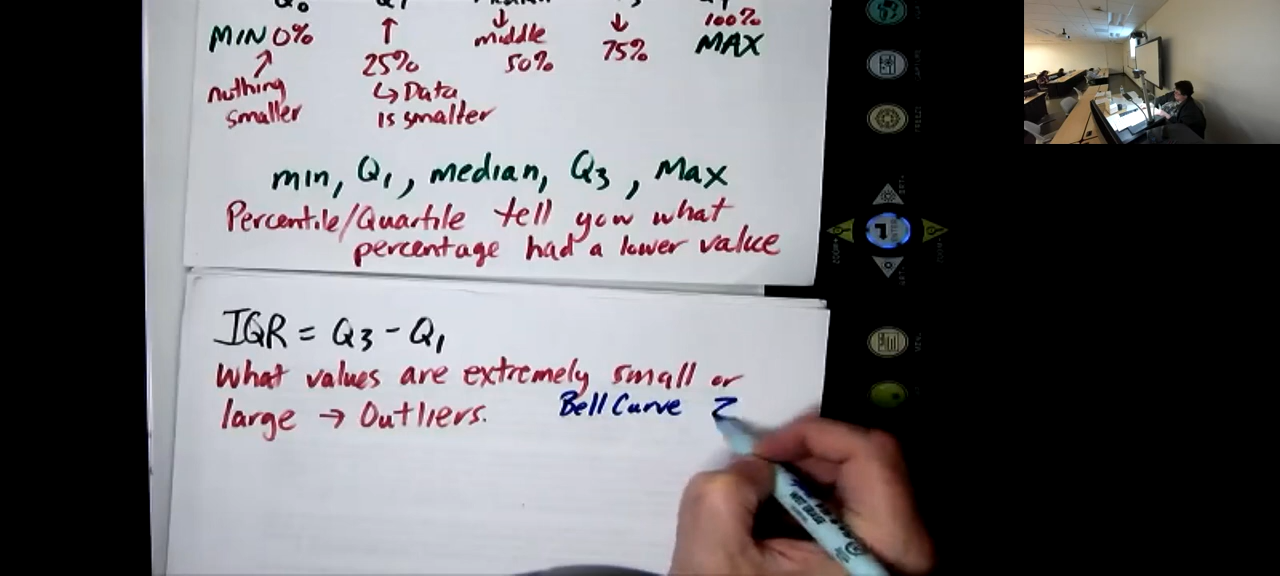 MIN 0% 100%
middle 75% MAX
25% 50%
nothing ↳ Data
smaller is smaller
min, Q1, median, Q3, Max
Percentile/Quartile tell you what
percentage had a lower value
IQR = Q3 - Q1
What values are extremely small or
large → Outliers. Bell Curve Z